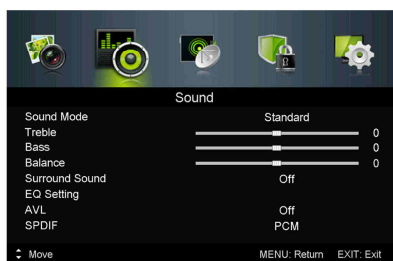 Sound
Sound Mode Standard
Treble 0
Bass 0
Balance 0
Surround Sound Off
EQ Setting
AVL Off
SPDIF PCM
Move MENU: Return EXIT: Exit